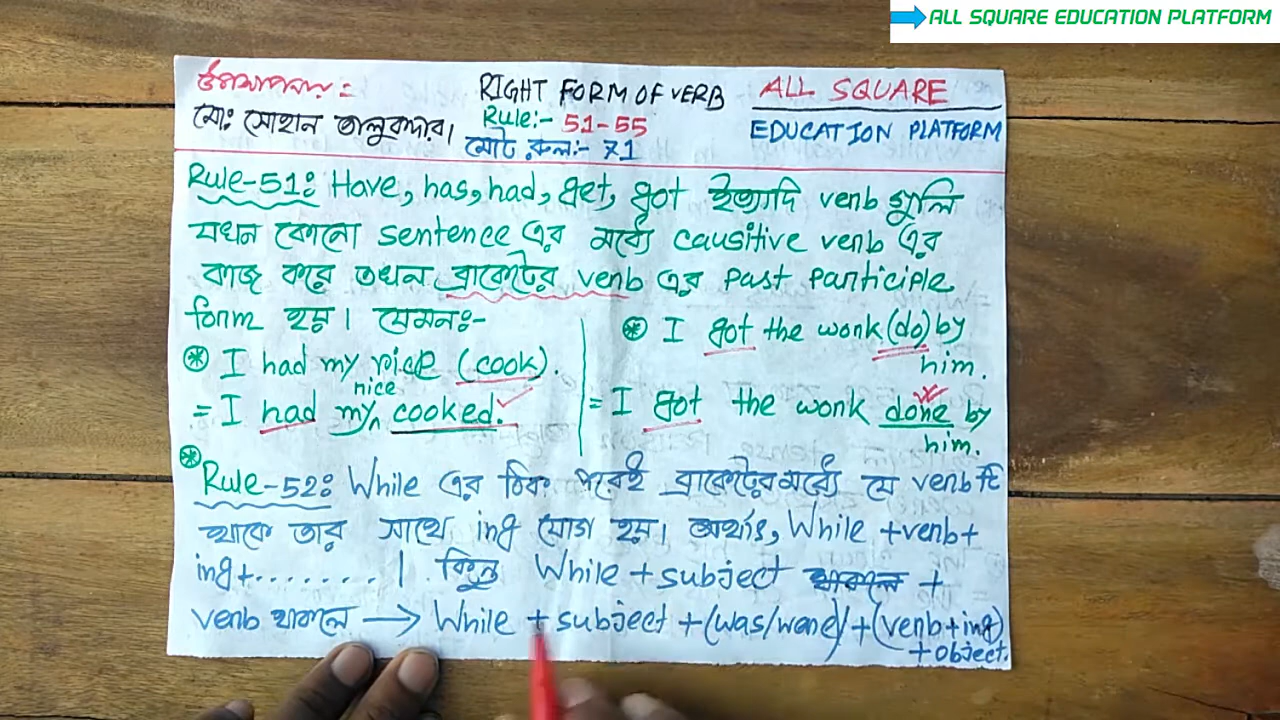 ALL SQUARE EDUCATION PLATFORM
উপস্থাপনায়:
মোঃ সোহান তালুকদার।
RIGHT FORM OF VERB
Rule:- 51-55
মোট রুল:- 71
ALL SQUARE
EDUCATION PLATFORM
Rule-51: Have, has, had, get, got ইত্যাদি verb গুলি
যখন কোনো sentence এর মধ্যে causitive verb এর
কাজ করে তখন ব্রাকেটের verb এর past participle
form হয়। যেমনঃ-
I had my rice (cook).
= I had my rice cooked.
I got the work (do) by
him.
= I got the work done by
him.
Rule-52: While এর ঠিক পরেই ব্রাকেটের মধ্যে যে verb টি
থাকে তার সাথে ing যোগ হয়। অর্থাৎ, While +verb+
ing+........। কিন্তু While + subject থাকলে +
verb থাকলে → While + subject + (was/were) + (verb+ing)
+ object.